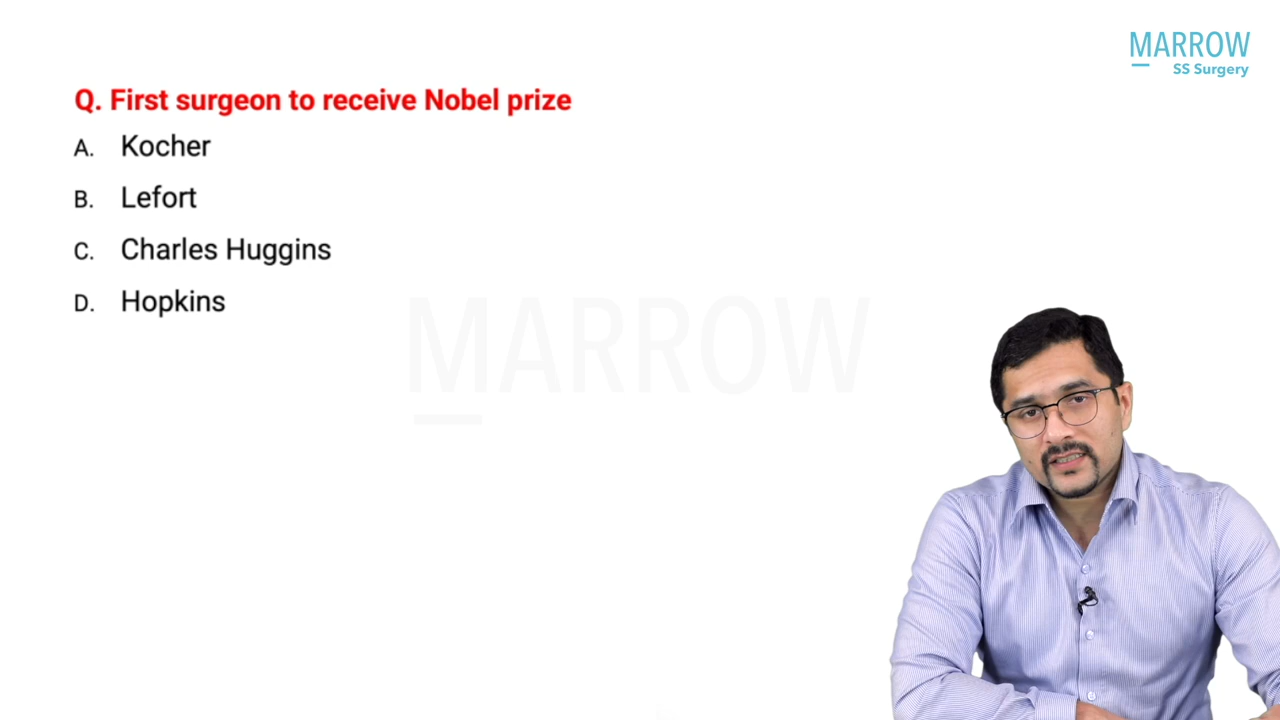 MARROW
SS Surgery
Q. First surgeon to receive Nobel prize
A. Kocher
B. Lefort
C. Charles Huggins
D. Hopkins
MARROW